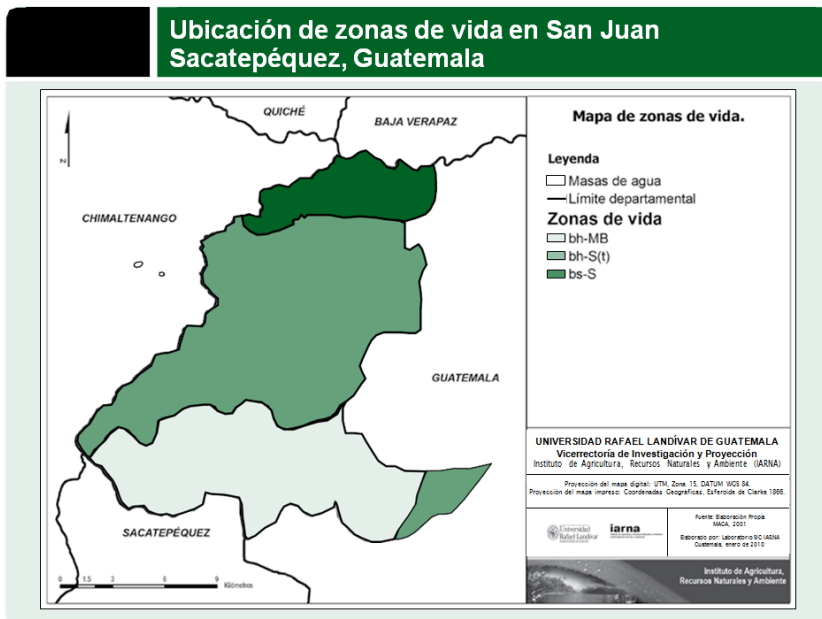 Ubicación de zonas de vida en San Juan
Sacatepéquez, Guatemala
QUICHÉ
BAJA VERAPAZ
N
CHIMALTENANGO
GUATEMALA
SACATEPÉQUEZ
0 1.5 3 6 9
Kilómetros
Mapa de zonas de vida.
Leyenda
Masas de agua
Límite departamental
Zonas de vida
bh-MB
bh-S(t)
bs-S
UNIVERSIDAD RAFAEL LANDÍVAR DE GUATEMALA
Vicerrectoría de Investigación y Proyección
Instituto de Agricultura, Recursos Naturales y Ambiente (IARNA)
Proyección del mapa digital: UTM, Zona 15, DATUM WGS 84.
Proyección del mapa impreso: Coordenadas Geográficas, Esferoide de Clarke 1866.
Universidad
Rafael Landívar
iarna
Fuente: Elaboración Propia
MAGA, 2001
Elaborado por: Laboratorio SIG IARNA
Guatemala, enero de 2010
Instituto de Agricultura,
Recursos Naturales y Ambiente